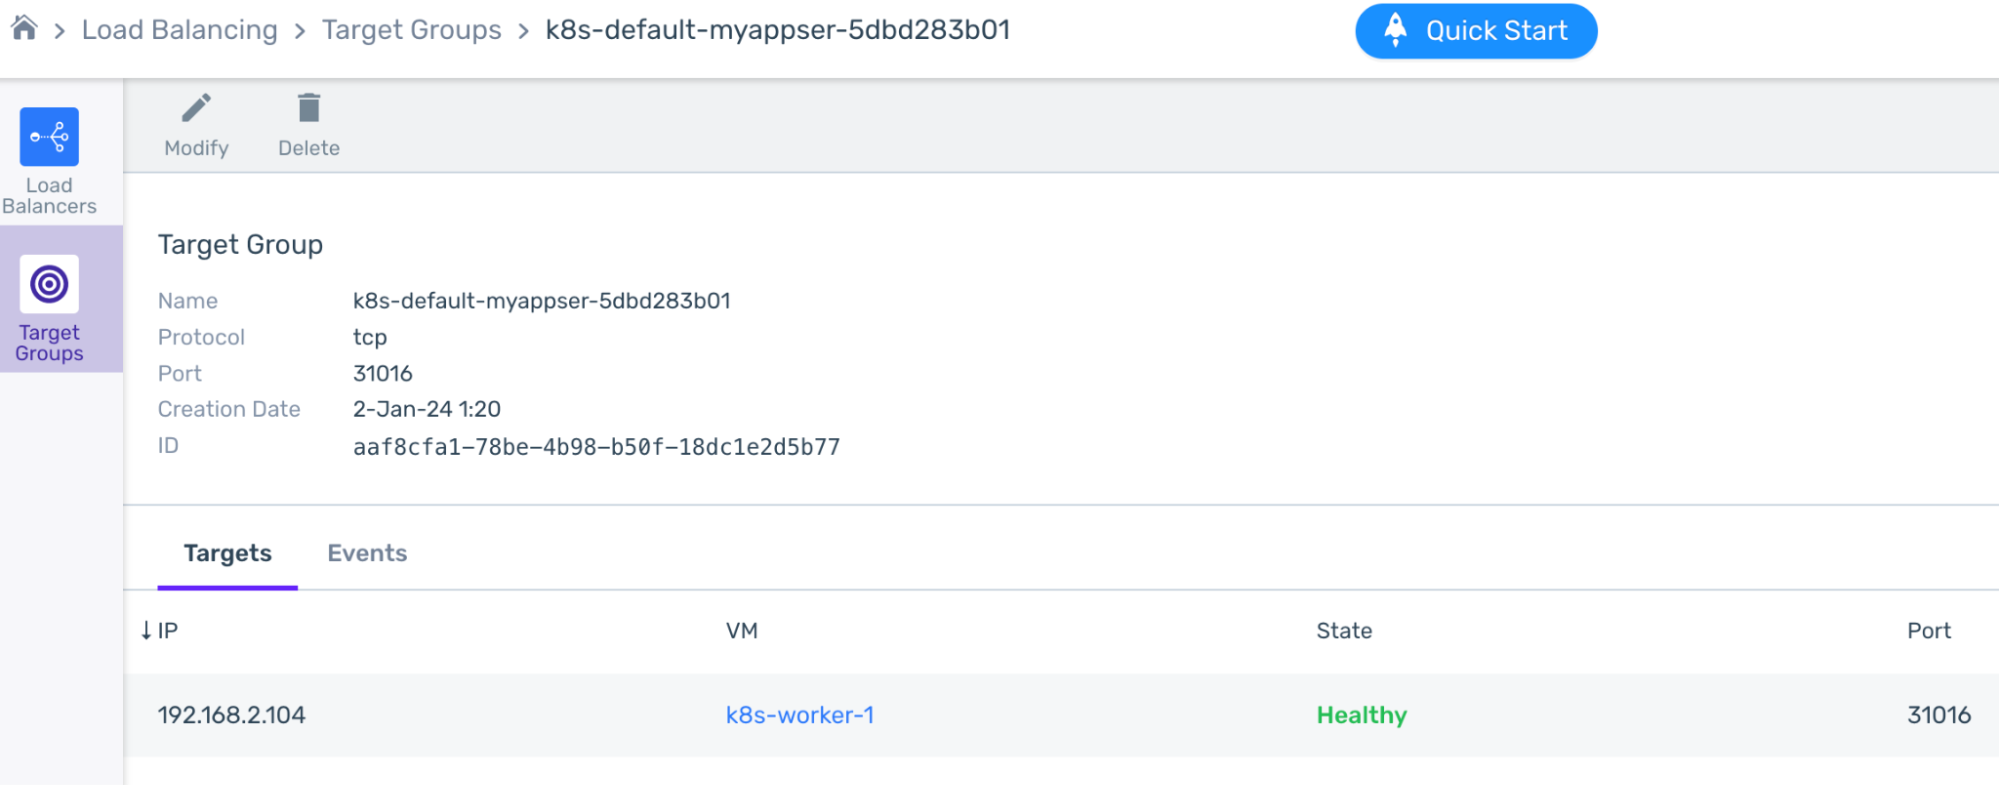 Load Balancing > Target Groups > k8s-default-myappser-5dbd283b01
Quick Start
Modify
Delete
Load
Balancers
Target
Groups
Target Group
Name k8s-default-myappser-5dbd283b01
Protocol tcp
Port 31016
Creation Date 2-Jan-24 1:20
ID aaf8cfa1-78be-4b98-b50f-18dc1e2d5b77
Targets Events
↓ IP VM State Port
192.168.2.104 k8s-worker-1 Healthy 31016